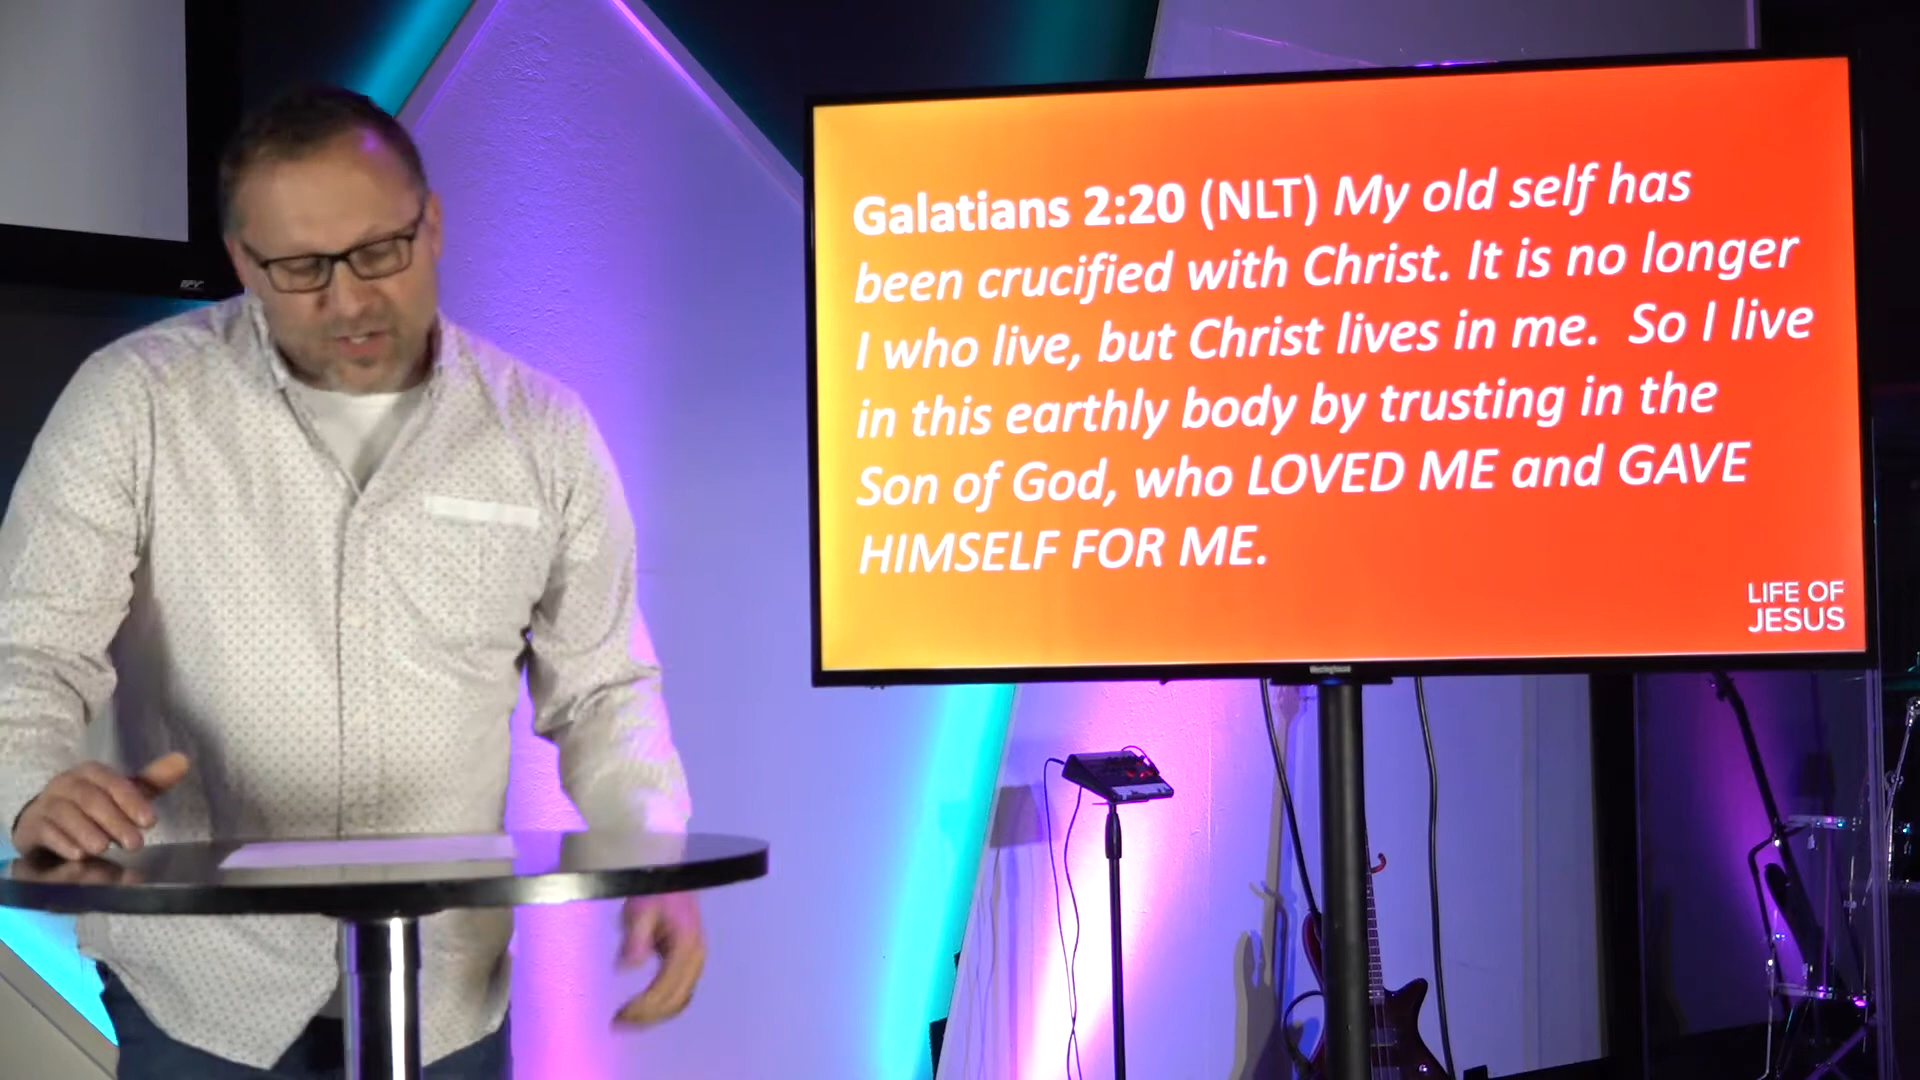 Galatians 2:20 (NLT) My old self has
been crucified with Christ. It is no longer
I who live, but Christ lives in me.  So I live
in this earthly body by trusting in the
Son of God, who LOVED ME and GAVE
HIMSELF FOR ME.
LIFE OF
JESUS
Westinghouse